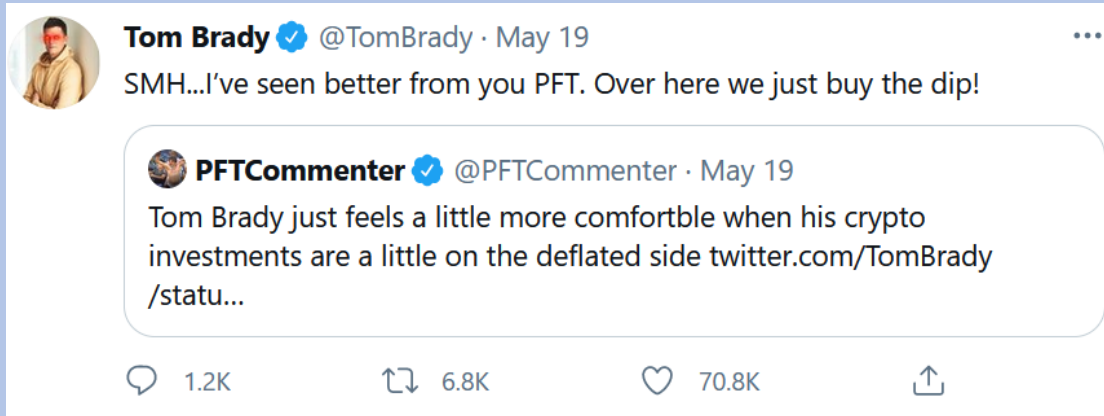 Tom Brady @TomBrady · May 19
SMH...I’ve seen better from you PFT. Over here we just buy the dip!
PFTCommenter @PFTCommenter · May 19
Tom Brady just feels a little more comfortble when his crypto
investments are a little on the deflated side twitter.com/TomBrady
/statu...
1.2K 6.8K 70.8K